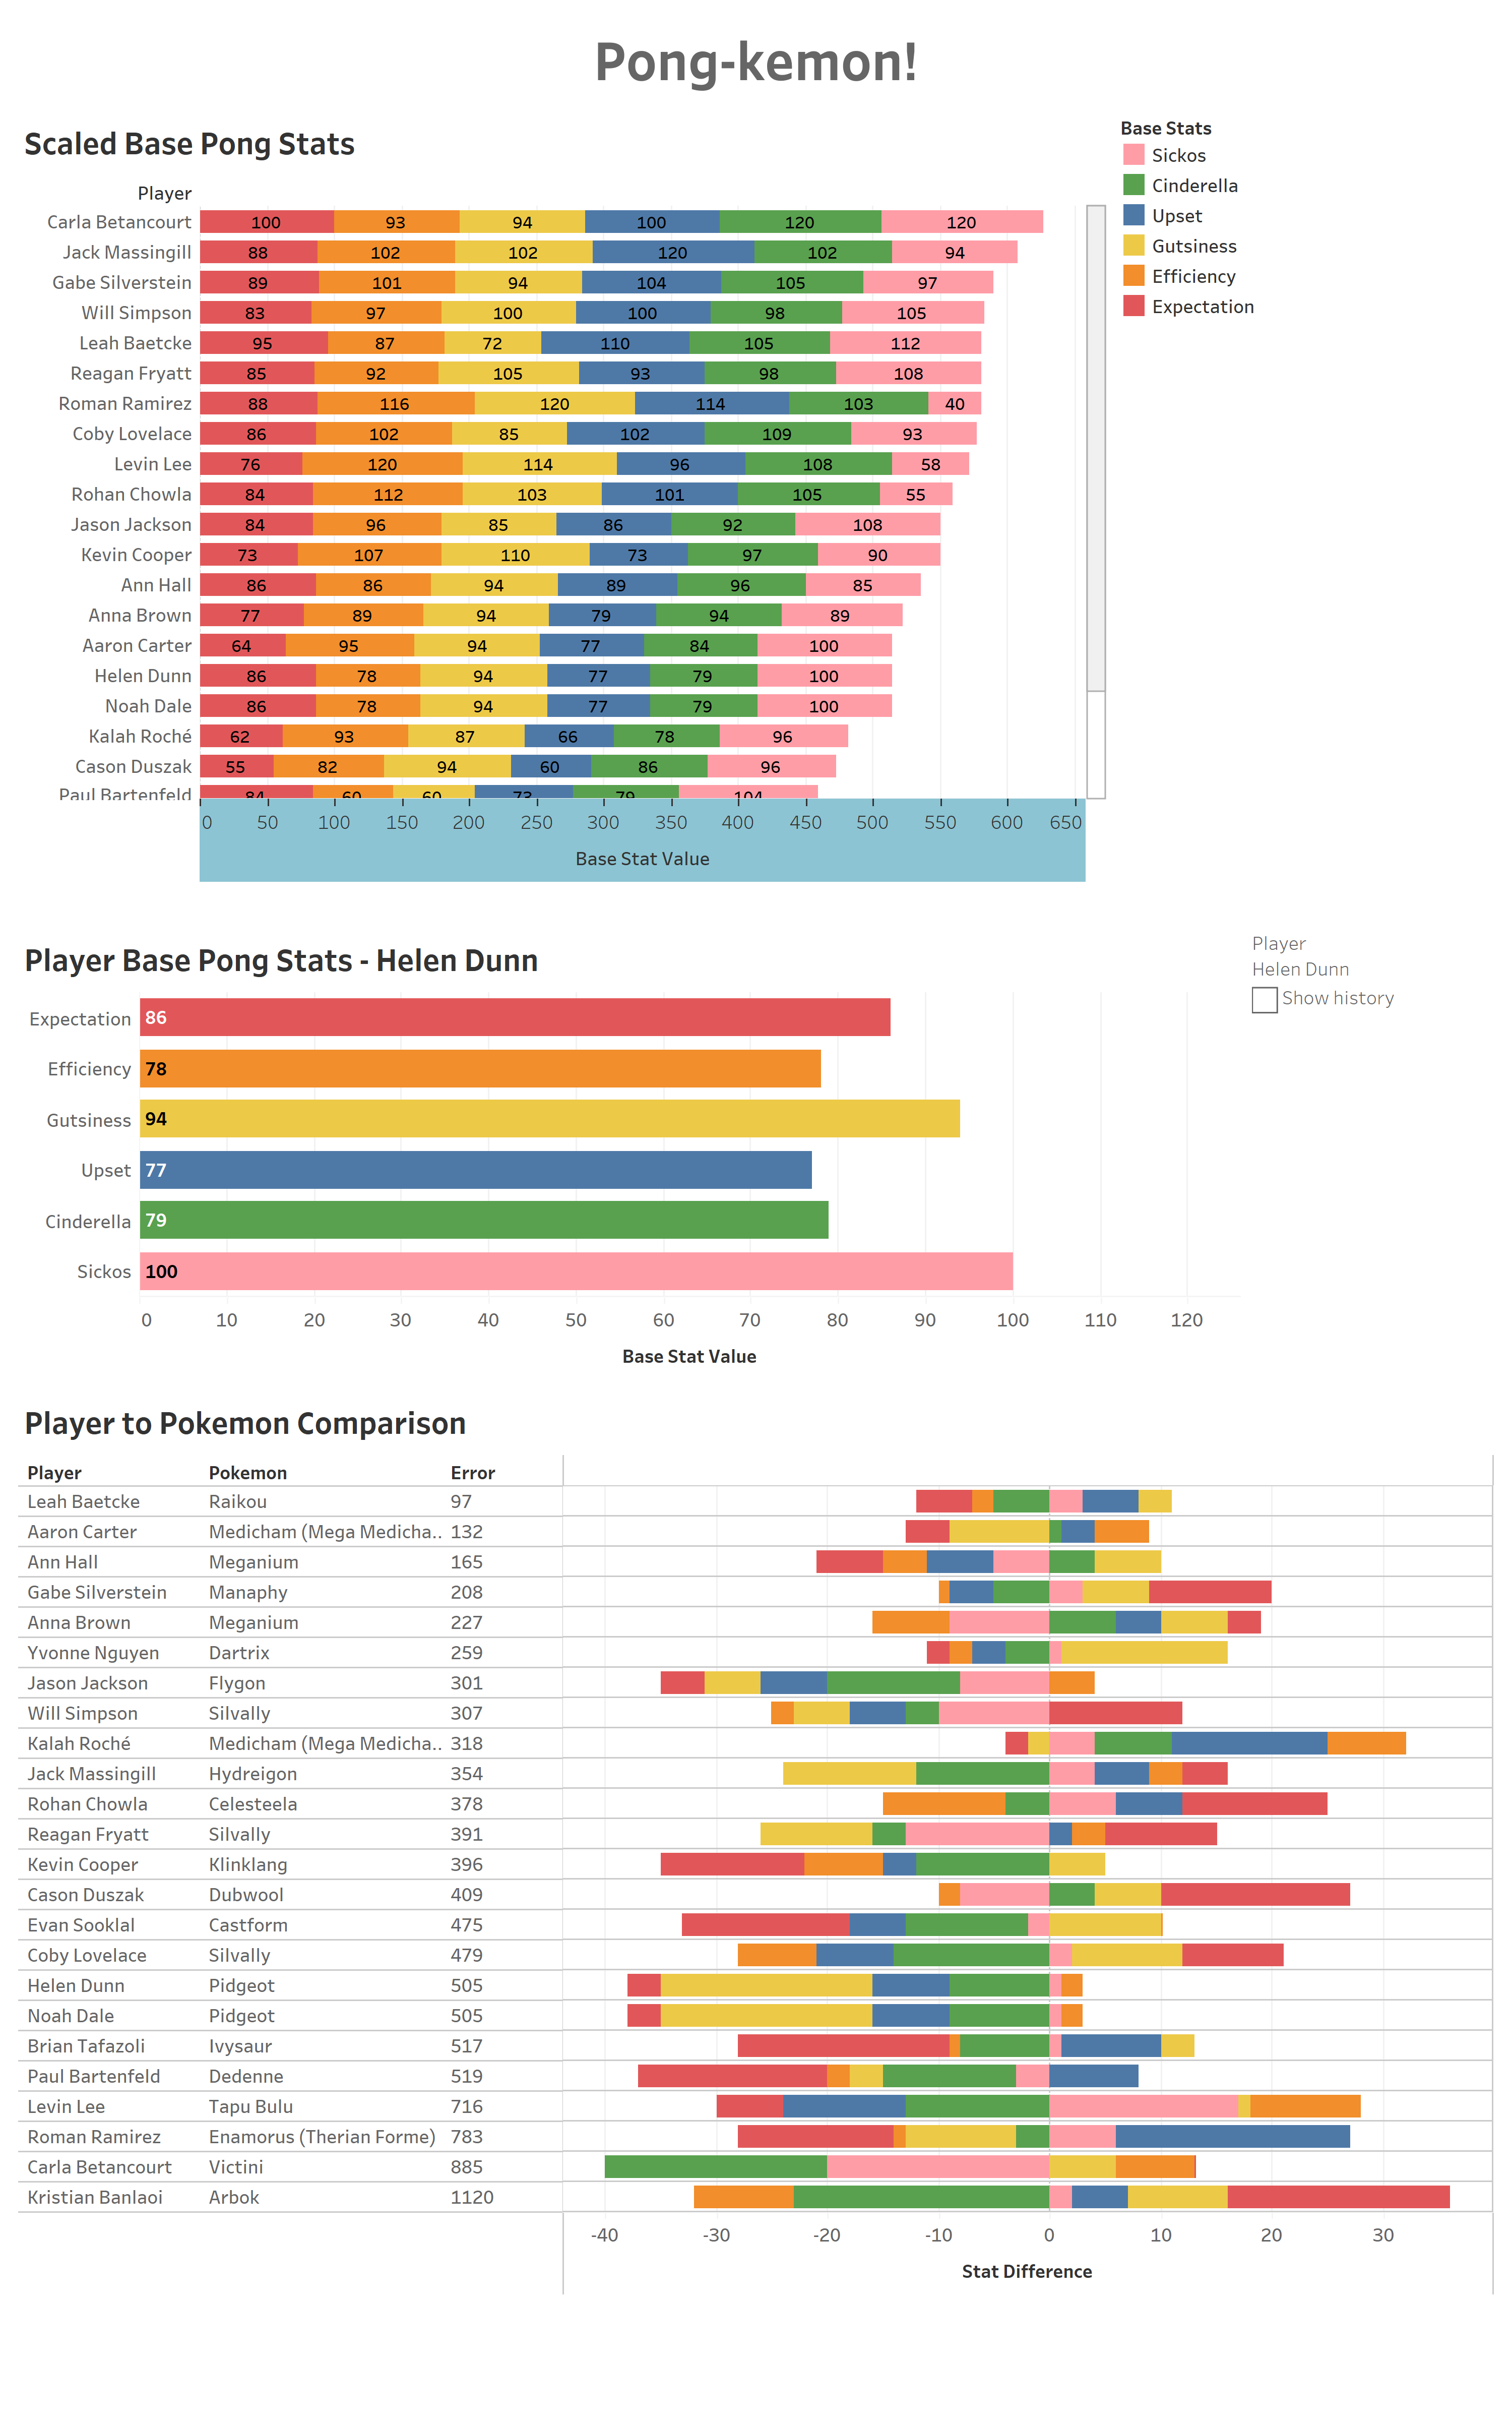 Pong-kemon!
Scaled Base Pong Stats
Base Stats
Sickos
Cinderella
Upset
Gutsiness
Efficiency
Expectation
Player
Carla Betancourt 100 93 94 100 120 120
Jack Massingill 88 102 102 120 102 94
Gabe Silverstein 89 101 94 104 105 97
Will Simpson 83 97 100 100 98 105
Leah Baetcke 95 87 72 110 105 112
Reagan Fryatt 85 92 105 93 98 108
Roman Ramirez 88 116 120 114 103 40
Coby Lovelace 86 102 85 102 109 93
Levin Lee 76 120 114 96 108 58
Rohan Chowla 84 112 103 101 105 55
Jason Jackson 84 96 85 86 92 108
Kevin Cooper 73 107 110 73 97 90
Ann Hall 86 86 94 89 96 85
Anna Brown 77 89 94 79 94 89
Aaron Carter 64 95 94 77 84 100
Helen Dunn 86 78 94 77 79 100
Noah Dale 86 78 94 77 79 100
Kalah Roché 62 93 87 66 78 96
Cason Duszak 55 82 94 60 86 96
Paul Bartenfeld 84 60 60 73 79 104
0 50 100 150 200 250 300 350 400 450 500 550 600 650
Base Stat Value
Player Base Pong Stats - Helen Dunn
Player
Helen Dunn
Show history
Expectation 86
Efficiency 78
Gutsiness 94
Upset 77
Cinderella 79
Sickos 100
0 10 20 30 40 50 60 70 80 90 100 110 120
Base Stat Value
Player to Pokemon Comparison
Player Pokemon Error
Leah Baetcke Raikou 97
Aaron Carter Medicham (Mega Medicha.. 132
Ann Hall Meganium 165
Gabe Silverstein Manaphy 208
Anna Brown Meganium 227
Yvonne Nguyen Dartrix 259
Jason Jackson Flygon 301
Will Simpson Silvally 307
Kalah Roché Medicham (Mega Medicha.. 318
Jack Massingill Hydreigon 354
Rohan Chowla Celesteela 378
Reagan Fryatt Silvally 391
Kevin Cooper Klinklang 396
Cason Duszak Dubwool 409
Evan Sooklal Castform 475
Coby Lovelace Silvally 479
Helen Dunn Pidgeot 505
Noah Dale Pidgeot 505
Brian Tafazoli Ivysaur 517
Paul Bartenfeld Dedenne 519
Levin Lee Tapu Bulu 716
Roman Ramirez Enamorus (Therian Forme) 783
Carla Betancourt Victini 885
Kristian Banlaoi Arbok 1120
-40 -30 -20 -10 0 10 20 30
Stat Difference